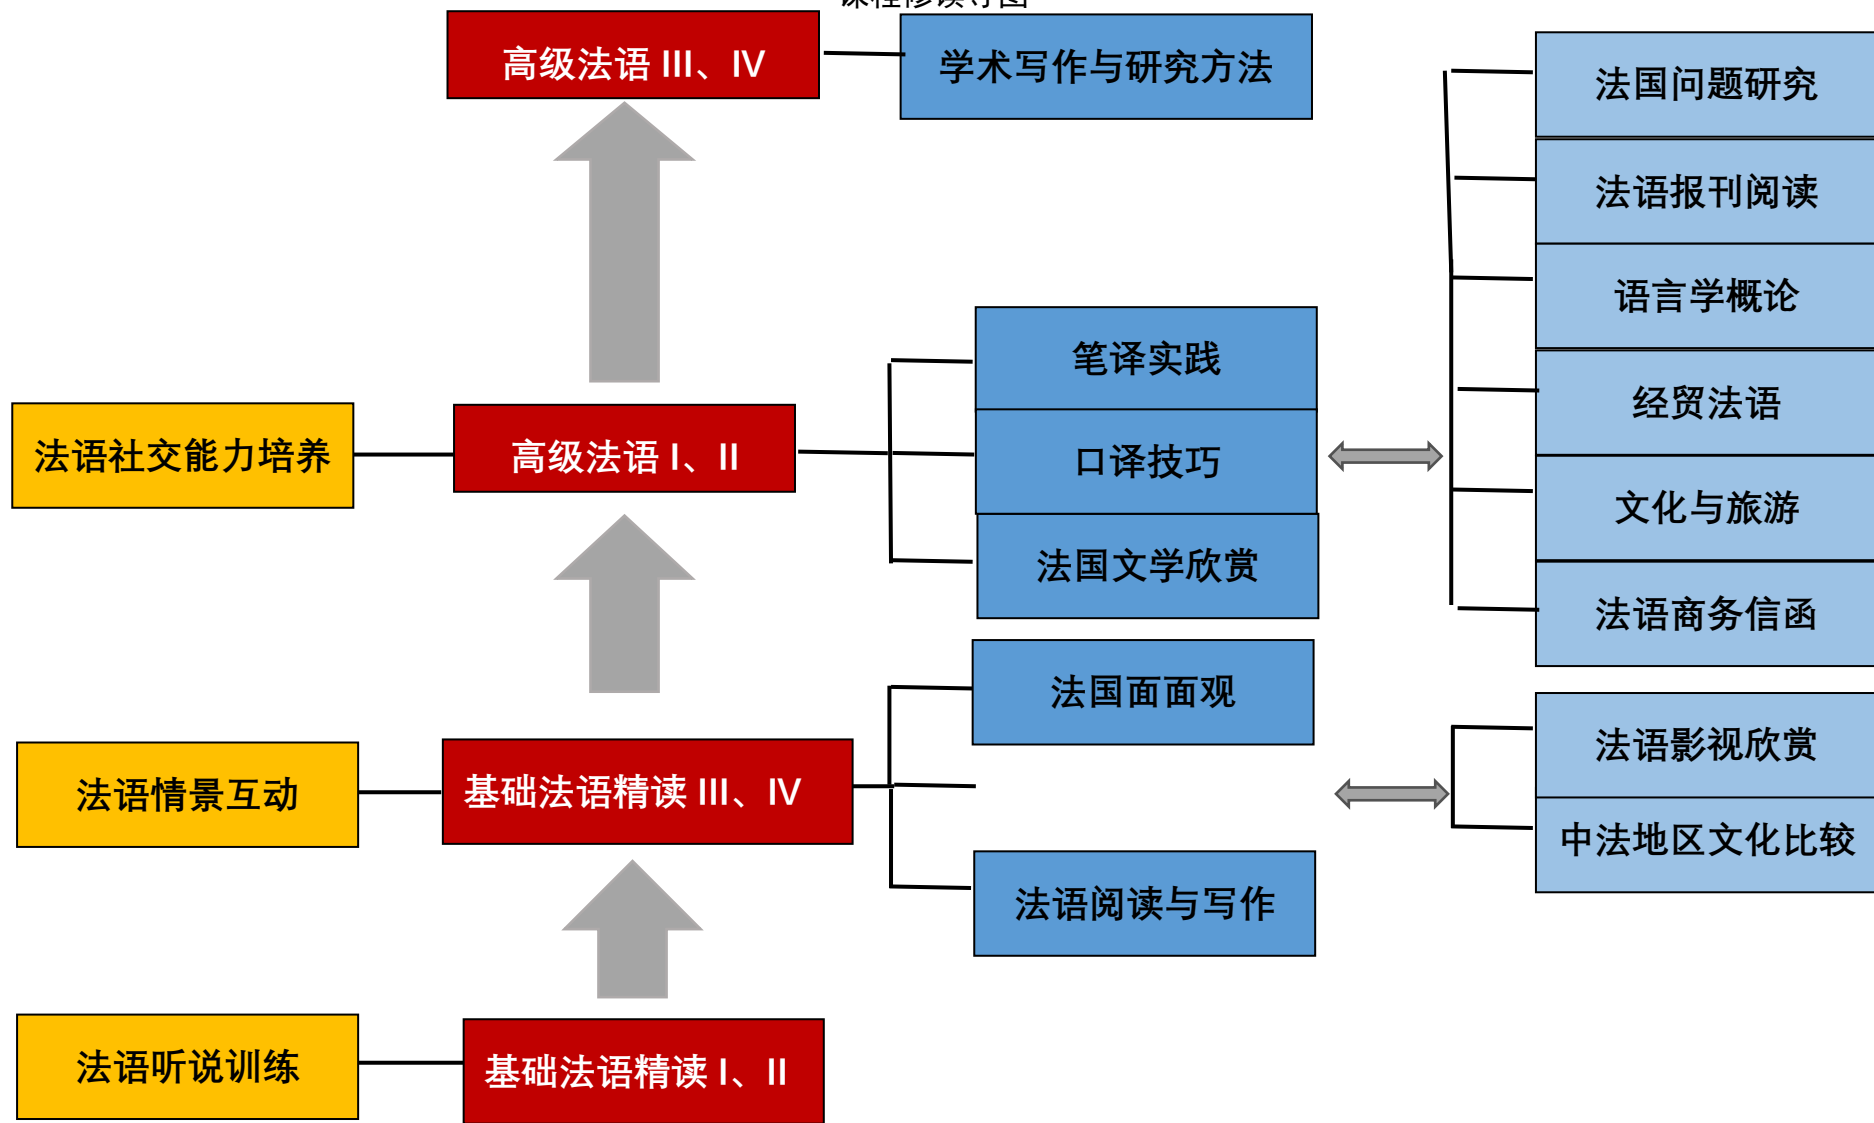 课程修读导图
高级法语 III、IV
学术写作与研究方法
法国问题研究
法语报刊阅读
语言学概论
笔译实践
经贸法语
法语社交能力培养
高级法语 I、II
口译技巧
文化与旅游
法国文学欣赏
法语商务信函
法国面面观
法语影视欣赏
法语情景互动
基础法语精读 III、IV
中法地区文化比较
法语阅读与写作
法语听说训练
基础法语精读 I、II